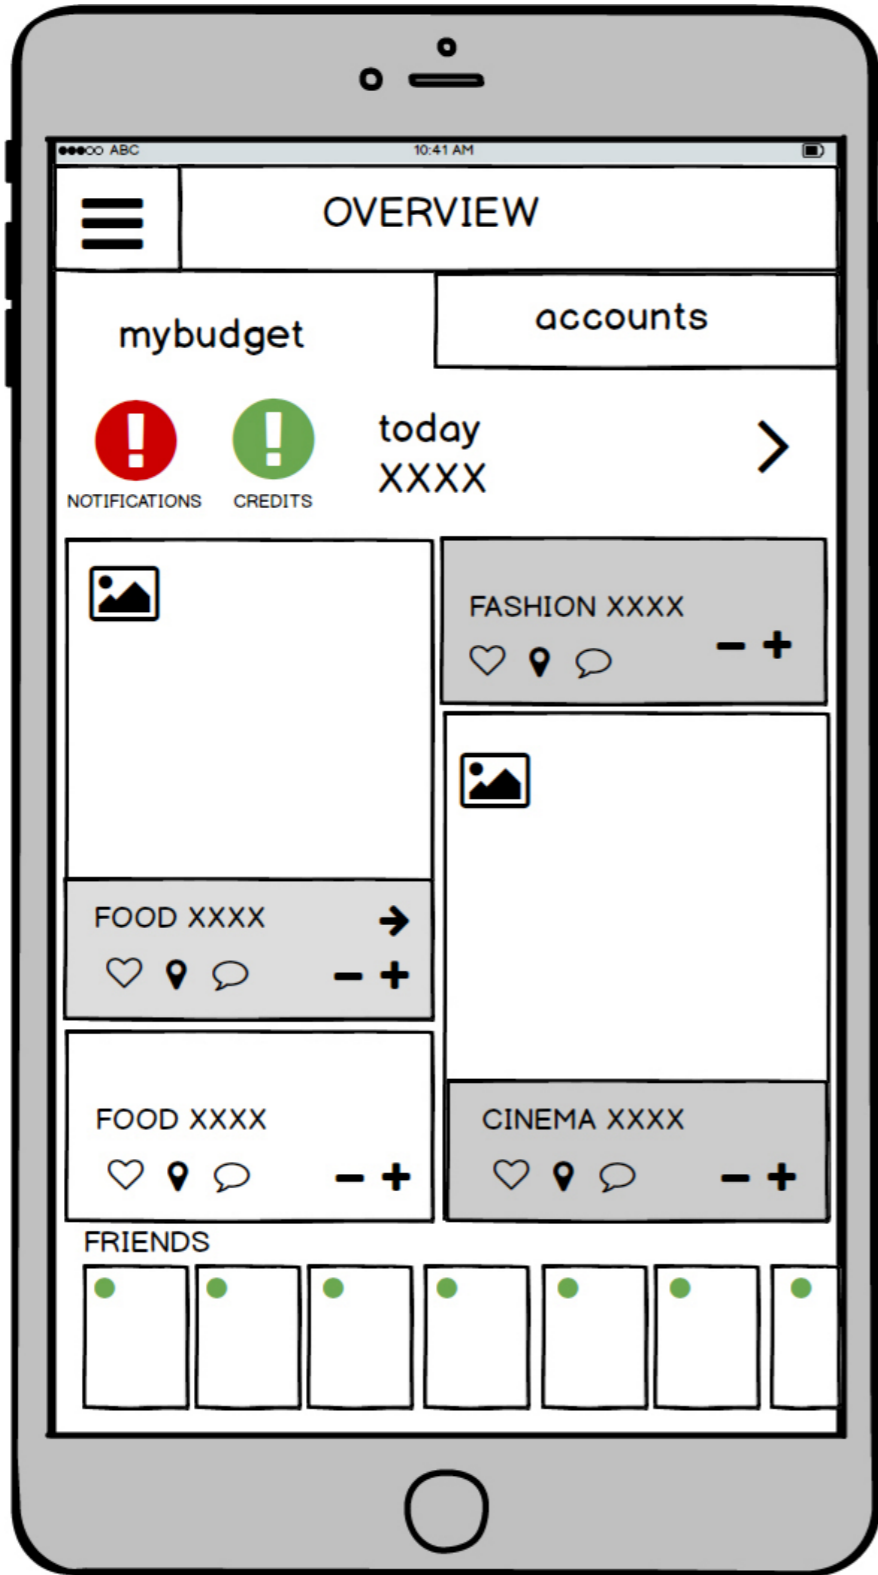 ABC 10:41 AM
OVERVIEW
mybudget
accounts
today
XXXX
NOTIFICATIONS
CREDITS
FASHION XXXX
FOOD XXXX
FOOD XXXX
CINEMA XXXX
FRIENDS